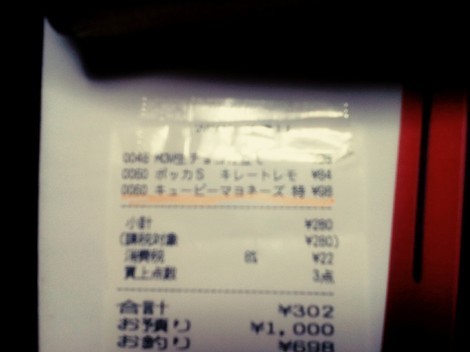 0060 ポッカS キレートレモ ¥84
0060 キューピーマヨネーズ 特 ¥98
小計 ¥280
(課税対象 ¥280)
消費税 8% ¥22
買上点数 3点
合計 ¥302
お預り ¥1,000
お釣り ¥698